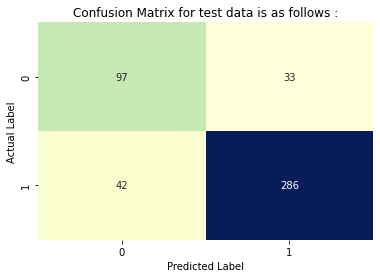 Confusion Matrix for test data is as follows :
Actual Label
0
97
33
1
42
286
0
1
Predicted Label